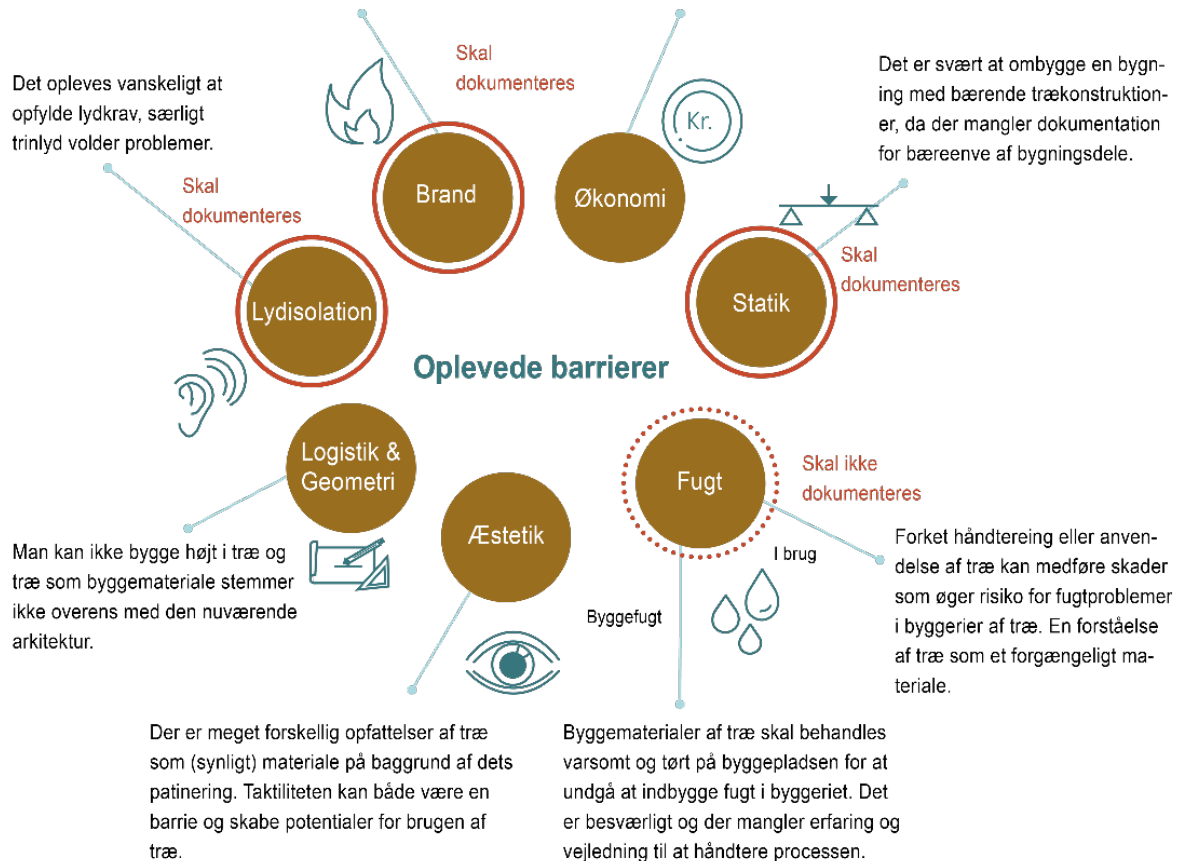 Skal
dokumenteres
Det opleves vanskeligt at
opfylde lydkrav, særligt
trinlyd volder problemer.
Skal
dokumenteres
Brand
Kr.
Økonomi
Det er svært at ombygge en bygn-
ing med bærende trækonstruktion-
er, da der mangler dokumentation
for bæreenve af bygningsdele.
Skal
dokumenteres
Lydisolation
Statik
Oplevede barrierer
Logistik &
Geometri
Æstetik
Fugt
Skal ikke
dokumenteres
Man kan ikke bygge højt i træ og
træ som byggemateriale stemmer
ikke overens med den nuværende
arkitektur.
Byggefugt
I brug
Forket håndtereing eller anven-
delse af træ kan medføre skader
som øger risiko for fugtproblemer
i byggerier af træ. En forståelse
af træ som et forgængeligt ma-
teriale.
Der er meget forskellig opfattelser af træ
som (synligt) materiale på baggrund af dets
patinering. Taktiliteten kan både være en
barrie og skabe potentialer for brugen af
træ.
Byggematerialer af træ skal behandles
varsomt og tørt på byggepladsen for at
undgå at indbygge fugt i byggeriet. Det
er besværligt og der mangler erfaring og
vejledning til at håndtere processen.